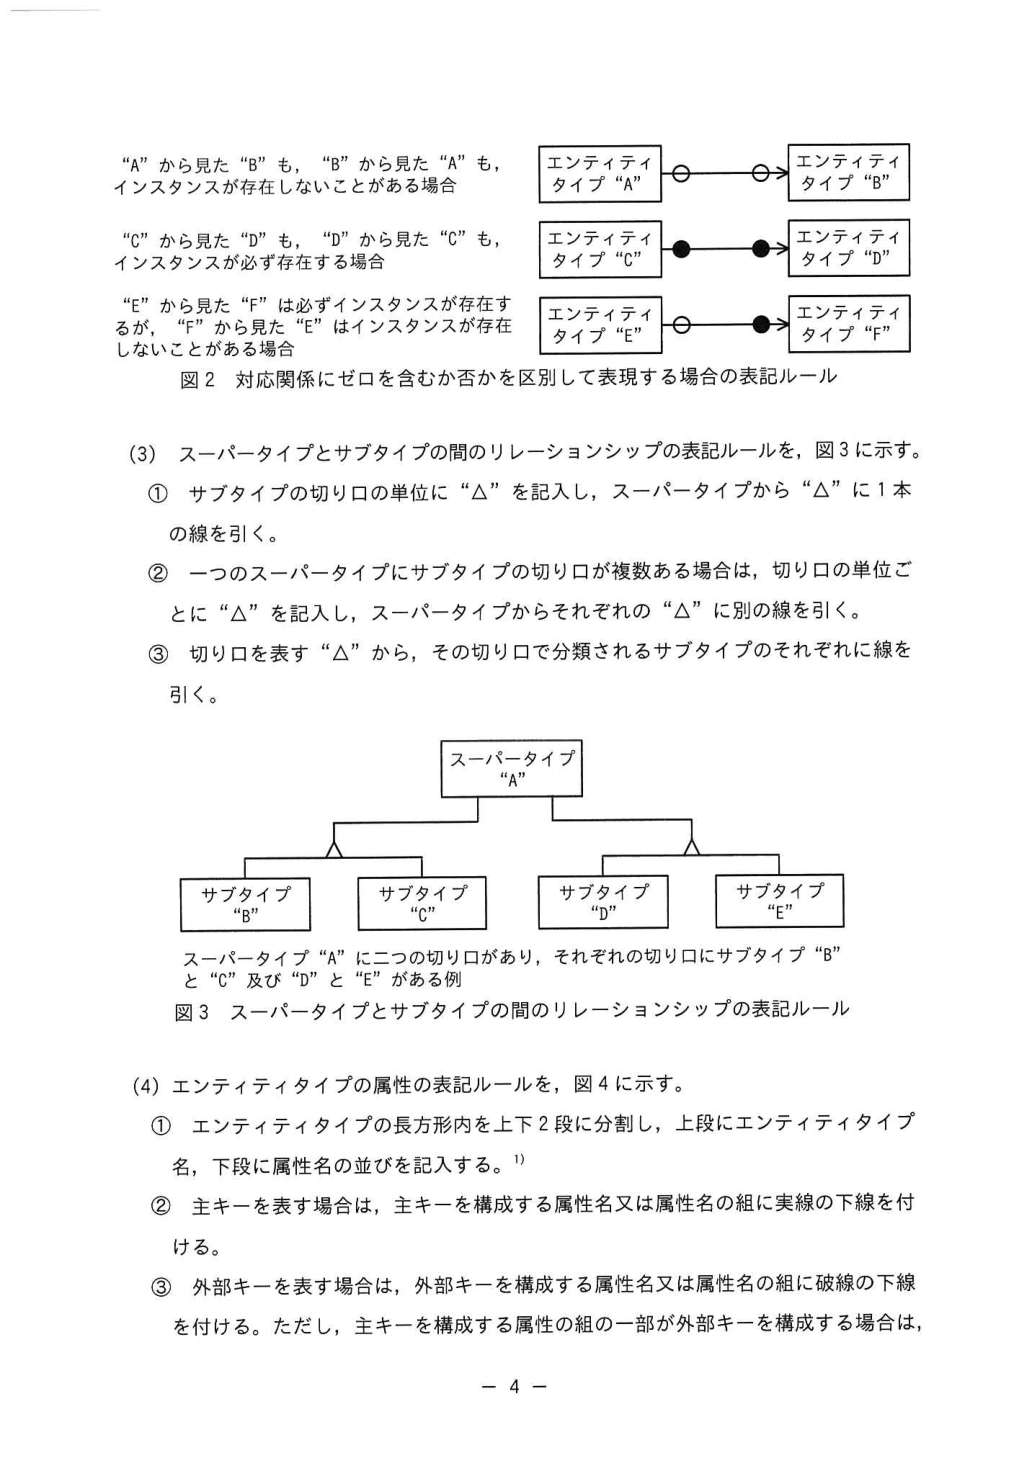 “A” から見た “B” も， “B” から見た “A” も，
インスタンスが存在しないことがある場合
エンティティ
タイプ “A”
エンティティ
タイプ “B”
“C” から見た “D” も， “D” から見た “C” も，
インスタンスが必ず存在する場合
エンティティ
タイプ “C”
エンティティ
タイプ “D”
“E” から見た “F” は必ずインスタンスが存在す
るが， “F” から見た “E” はインスタンスが存在
しないことがある場合
エンティティ
タイプ “E”
エンティティ
タイプ “F”
図２　対応関係にゼロを含むか否かを区別して表現する場合の表記ルール
(3)　スーパータイプとサブタイプの間のリレーションシップの表記ルールを，図３に示す。
①　サブタイプの切り口の単位に “△” を記入し，スーパータイプから “△” に１本
の線を引く。
②　一つのスーパータイプにサブタイプの切り口が複数ある場合は，切り口の単位ご
とに “△” を記入し，スーパータイプからそれぞれの “△” に別の線を引く。
③　切り口を表す “△” から，その切り口で分類されるサブタイプのそれぞれに線を
引く。
スーパータイプ
“A”
サブタイプ
“B”
サブタイプ
“C”
サブタイプ
“D”
サブタイプ
“E”
スーパータイプ “A” に二つの切り口があり，それぞれの切り口にサブタイプ “B”
と “C” 及び “D” と “E” がある例
図３　スーパータイプとサブタイプの間のリレーションシップの表記ルール
(4) エンティティタイプの属性の表記ルールを，図４に示す。
①　エンティティタイプの長方形内を上下２段に分割し，上段にエンティティタイプ
名，下段に属性名の並びを記入する。1)
②　主キーを表す場合は，主キーを構成する属性名又は属性名の組に実線の下線を付
ける。
③　外部キーを表す場合は，外部キーを構成する属性名又は属性名の組に破線の下線
を付ける。ただし，主キーを構成する属性の組の一部が外部キーを構成する場合は，
－ 4 －